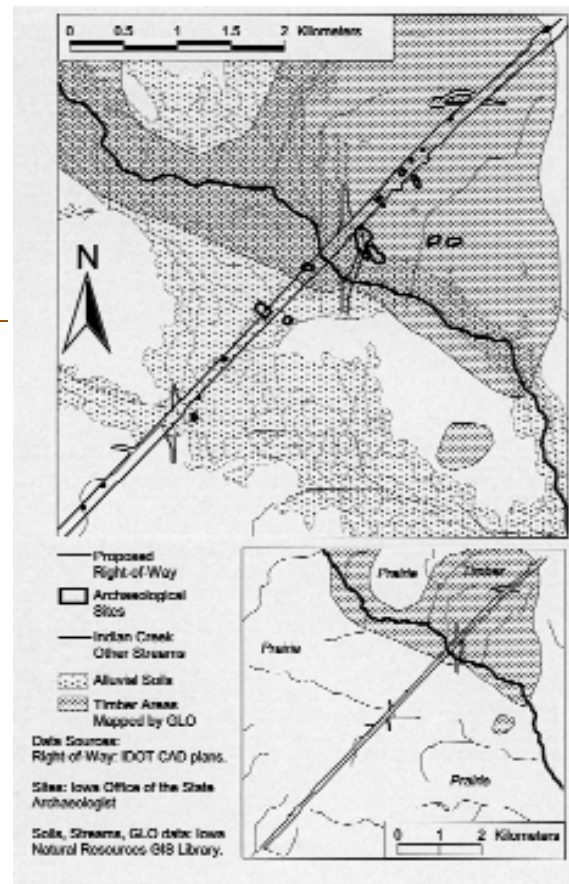 0 0.5 1 1.5 2 Kilometers
N
Proposed
Right-of-Way
Archaeological
Sites
Indian Creek
Other Streams
Alluvial Soils
Timber Areas
Mapped by GLO
Data Sources:
Right-of-Way: IDOT CAD plans.
Sites: Iowa Office of the State
Archaeologist
Soils, Streams, GLO data: Iowa
Natural Resources GIS Library.
Prairie
Timber
Prairie
Prairie
0 1 2 Kilometers